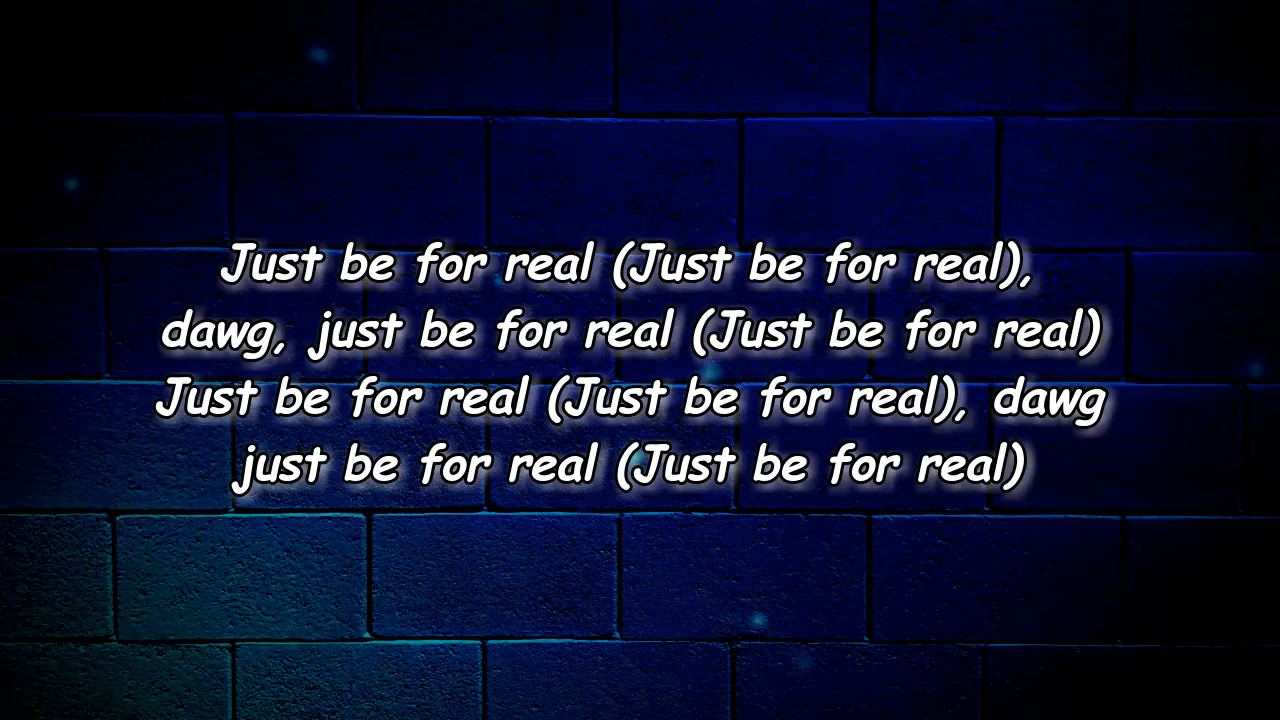 Just be for real (Just be for real),
dawg, just be for real (Just be for real)
Just be for real (Just be for real), dawg
just be for real (Just be for real)